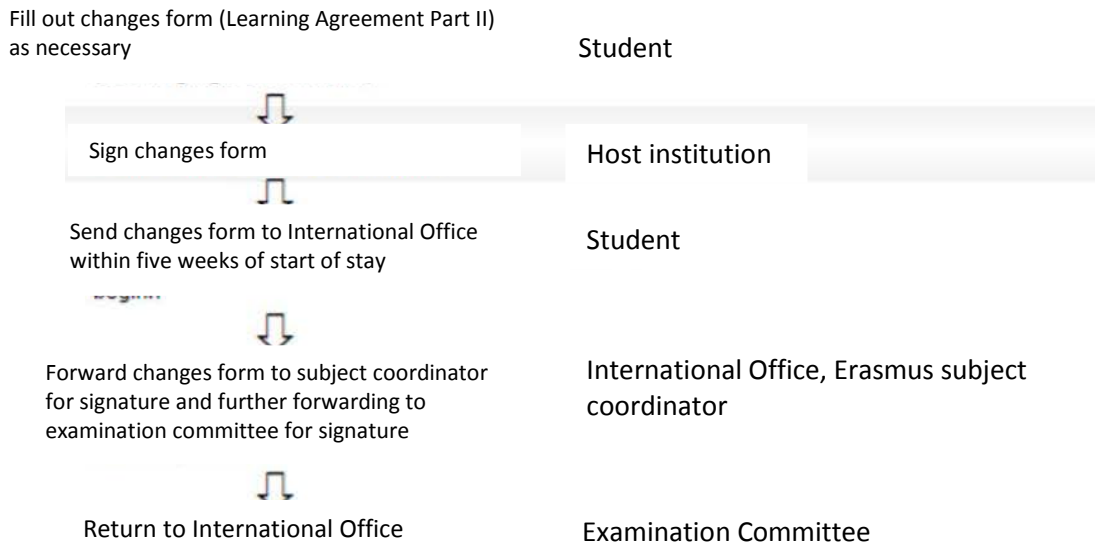 Fill out changes form (Learning Agreement Part II)
as necessary
Student
Sign changes form
Host institution
Send changes form to International Office
within five weeks of start of stay
Student
Forward changes form to subject coordinator
for signature and further forwarding to
examination committee for signature
International Office, Erasmus subject
coordinator
Return to International Office
Examination Committee